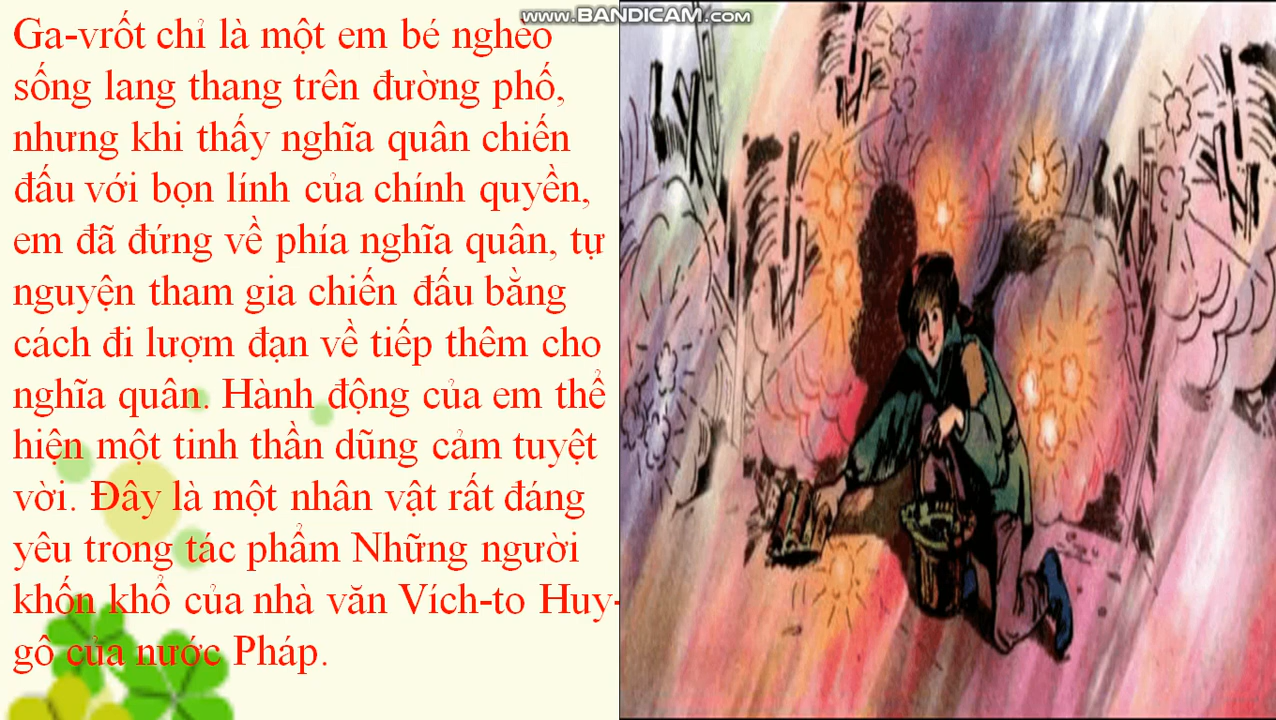 www.BANDICAM.com
Ga-vrốt chỉ là một em bé nghèo
sống lang thang trên đường phố,
nhưng khi thấy nghĩa quân chiến
đấu với bọn lính của chính quyền,
em đã đứng về phía nghĩa quân, tự
nguyện tham gia chiến đấu bằng
cách đi lượm đạn về tiếp thêm cho
nghĩa quân. Hành động của em thể
hiện một tinh thần dũng cảm tuyệt
vời. Đây là một nhân vật rất đáng
yêu trong tác phẩm Những người
khốn khổ của nhà văn Vích-to Huy-
gô của nước Pháp.